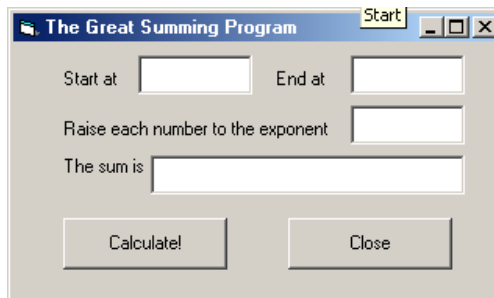 The Great Summing Program
Start
Start at End at
Raise each number to the exponent
The sum is
Calculate! Close